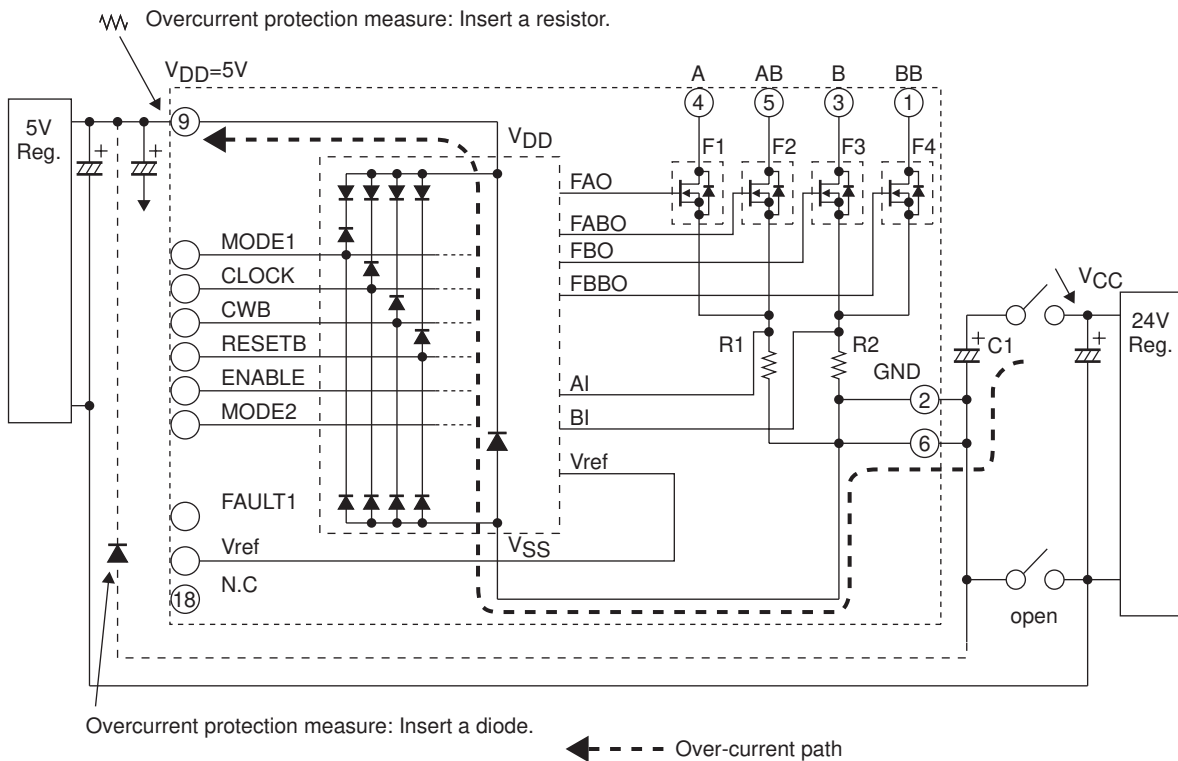 Overcurrent protection measure: Insert a resistor.
VDD=5V
A AB B BB
4 5 3 1
5V
Reg.
9
+ +
VDD
F1 F2 F3 F4
FAO
FABO
FBO
FBBO
MODE1
CLOCK
CWB
RESETB
ENABLE
MODE2
VCC
24V
Reg.
+ +
C1
R1 R2
GND
AI
BI
2
6
Vref
FAULT1
VSS
Vref
N.C
18
open
Overcurrent protection measure: Insert a diode.
Over-current path